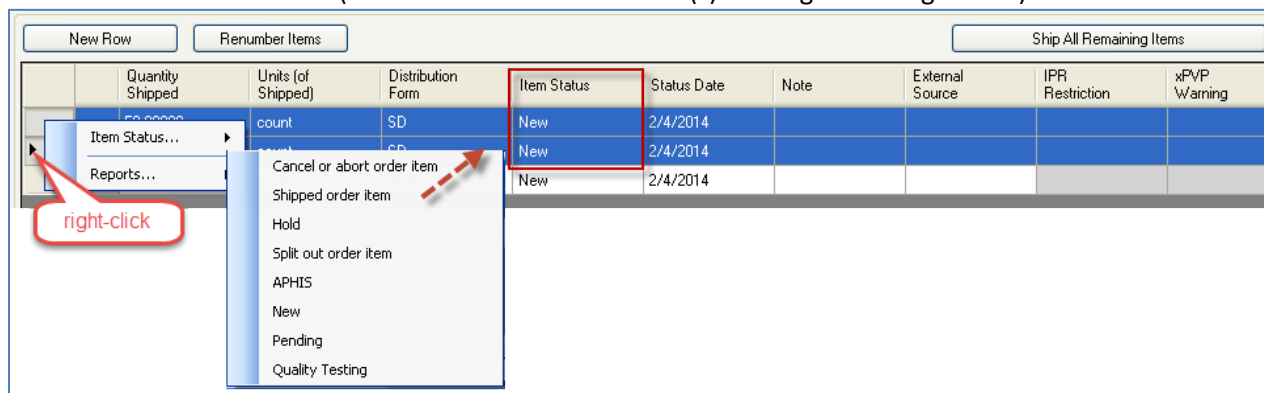 New Row Renumber Items Ship All Remaining Items
Quantity Shipped Units (of Shipped) Distribution Form Item Status Status Date Note External Source IPR Restriction xPVP Warning
count SD New 2/4/2014
Item Status...
New 2/4/2014
Reports...
New 2/4/2014
right-click
Cancel or abort order item
Shipped order item
Hold
Split out order item
APHIS
New
Pending
Quality Testing